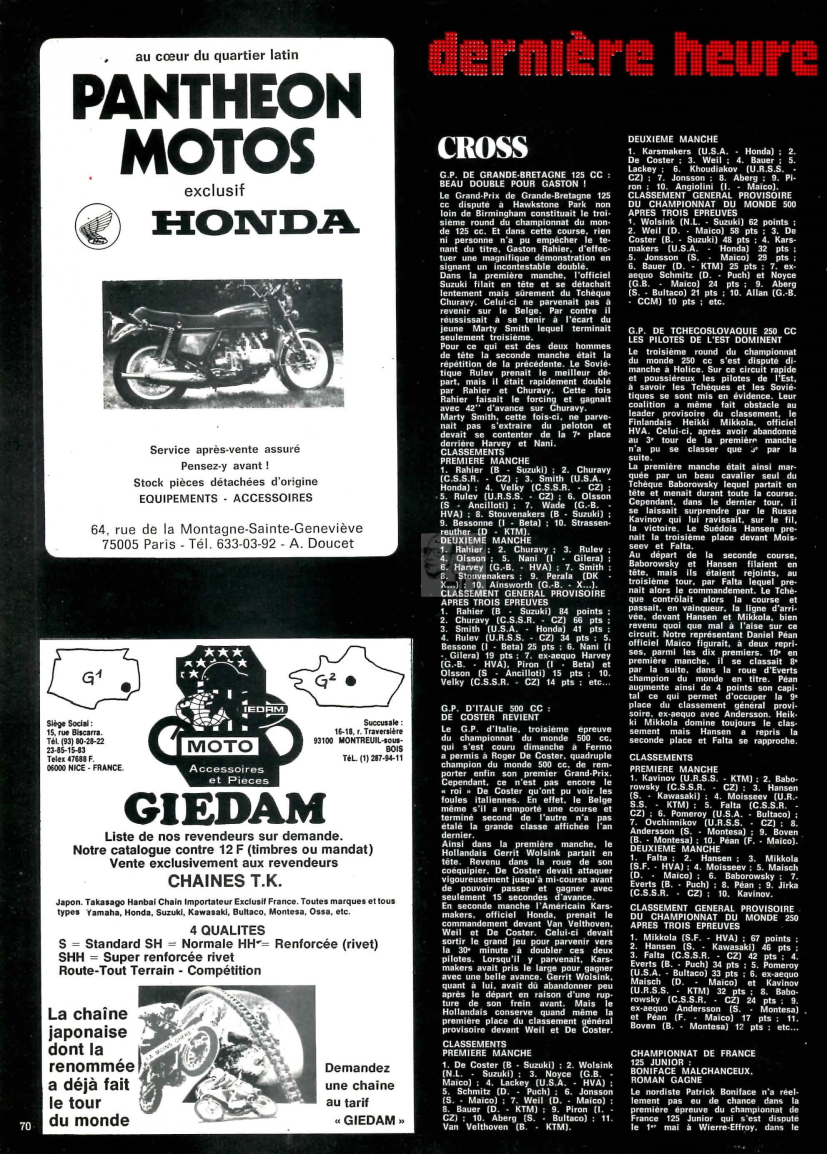 au cœur du quartier latin
PANTHEON
MOTOS
exclusif
HONDA
Service après-vente assuré
Pensez-y avant !
Stock pièces détachées d'origine
EQUIPEMENTS - ACCESSOIRES
64, rue de la Montagne-Sainte-Geneviève
75005 Paris - Tél. 633-03-92 - A. Doucet
G1
G2
GIEDAM
MOTO
Accessoires
et Pieces
Siège Social :
15, rue Biscarra.
Tél. (93) 80-28-22
23-85-15-83
Telex 47688 F.
06000 NICE - FRANCE.
Succusale :
16-18, r. Traversière
93100 MONTREUIL-sous-
BOIS
TéL. (1) 287-94-11
GIEDAM
Liste de nos revendeurs sur demande.
Notre catalogue contre 12 F (timbres ou mandat)
Vente exclusivement aux revendeurs
CHAINES T.K.
Japon. Takasago Hanbai Chain Importateur Exclusif France. Toutes marques et tous
types Yamaha, Honda, Suzuki, Kawasaki, Bultaco, Montesa, Ossa, etc.
4 QUALITES
S = Standard SH = Normale HH = Renforcée (rivet)
SHH = Super renforcée rivet
Route-Tout Terrain - Compétition
La chaîne
japonaise
dont la
renommée
a déjà fait
le tour
du monde
Demandez
une chaîne
au tarif
« GIEDAM »
70
dernière heure
CROSS
G.P. DE GRANDE-BRETAGNE 125 CC :
BEAU DOUBLE POUR GASTON !
Le Grand-Prix de Grande-Bretagne 125
cc disputé à Hawkstone Park non
loin de Birmingham constituait le troi-
sième round du championnat du mon-
de 125 cc. Et dans cette course, rien
ni personne n'a pu empêcher le te-
nant du titre, Gaston Rahier, d'effec-
tuer une magnifique démonstration en
signant un incontestable doublé.
Dans la première manche, l'officiel
Suzuki filait en tête et se détachait
lentement mais sûrement du Tchèque
Churavy. Celui-ci ne parvenait pas à
revenir sur le Belge. Par contre il
réussissait à se tenir à l'écart du
jeune Marty Smith lequel terminait
seulement troisième.
Pour ce qui est des deux hommes
de tête la seconde manche était la
répétition de la précédente. Le Sovié-
tique Rulev prenait le meilleur dé-
part, mais il était rapidement doublé
par Rahier et Churavy. Cette fois
Rahier faisait le forcing et gagnait
avec 42'' d'avance sur Churavy.
Marty Smith, cette fois-ci, ne parve-
nait pas s'extraire du peloton et
devait se contenter de la 7e place
derrière Harvey et Nani.
CLASSEMENTS
PREMIERE MANCHE
1. Rahier (B - Suzuki) ; 2. Churavy
(C.S.S.R. - CZ) ; 3. Smith (U.S.A. -
Honda) ; 4. Velky (C.S.S.R. - CZ) ;
5. Rulev (U.R.S.S. - CZ) ; 6. Olsson
(S - Ancilloti) ; 7. Wade (G.-B. -
HVA) ; 8. Stouvenakers (B - Suzuki) ;
9. Bessonne (I - Beta) ; 10. Strassen-
reuther (D - KTM).
DEUXIEME MANCHE
1. Rahier ; 2. Churavy ; 3. Rulev ;
4. Olsson ; 5. Nani (I - Gilera) ;
6. Harvey (G.-B. - HVA) ; 7. Smith ;
8. Stouvenakers ; 9. Perala (DK -
X...) ; 10. Ainsworth (G.-B. - X...).
CLASSEMENT GENERAL PROVISOIRE
APRES TROIS EPREUVES
1. Rahier (B - Suzuki) 84 points ;
2. Churavy (C.S.S.R. - CZ) 66 pts ;
3. Smith (U.S.A. - Honda) 41 pts ;
4. Rulev (U.R.S.S. - CZ) 34 pts ; 5.
Bessone (I - Beta) 25 pts ; 6. Nani (I
- Gilera) 19 pts ; 7. ex-aequo Harvey
(G.-B. - HVA), Piron (I - Beta) et
Olsson (S - Ancilloti) 15 pts ; 10.
Velky (C.S.S.R. - CZ) 14 pts ; etc...
G.P. D'ITALIE 500 CC :
DE COSTER REVIENT
Le G.P. d'Italie, troisième épreuve
du championnat du monde 500 cc,
qui s'est couru dimanche à Fermo
a permis à Roger De Coster, quadruple
champion du monde 500 cc, de rem-
porter enfin son premier Grand-Prix.
Cependant, ce n'est pas encore le
« roi » De Coster qu'ont pu voir les
foules italiennes. En effet, le Belge
même s'il a remporté une course et
terminé second de l'autre n'a pas
étalé la grande classe affichée l'an
dernier.
Ainsi dans la première manche, le
Hollandais Gerrit Wolsink partait en
tête. Revenu dans la roue de son
coéquipier, De Coster devait attaquer
vigoureusement jusqu'à mi-course avant
de pouvoir passer et gagner avec
seulement 15 secondes d'avance.
En seconde manche l'Américain Kars-
makers, officiel Honda, prenait le
commandement devant Van Velthoven,
Weil et De Coster. Celui-ci devait
sortir le grand jeu pour parvenir vers
la 30e minute à doubler ces deux
pilotes. Lorsqu'il y parvenait, Kars-
makers avait pris le large pour gagner
avec une belle avance. Gerrit Wolsink,
quant à lui, avait dû abandonner peu
après le départ en raison d'une rup-
ture de son frein avant. Mais le
Hollandais conserve quand même la
première place du classement général
provisoire devant Weil et De Coster.
CLASSEMENTS
PREMIERE MANCHE
1. De Coster (B - Suzuki) ; 2. Wolsink
(N.L. - Suzuki) ; 3. Noyce (G.B. -
Maïco) ; 4. Lackey (U.S.A. - HVA) ;
5. Schmitz (D. - Puch) ; 6. Jonsson
(S. - Maïco) ; 7. Weil (D. - Maïco) ;
8. Bauer (D. - KTM) ; 9. Piron (I. -
CZ) ; 10. Aberg (S. - Bultaco) ; 11.
Van Velthoven (B. - KTM).
DEUXIEME MANCHE
1. Karsmakers (U.S.A. - Honda) ; 2.
De Coster ; 3. Weil ; 4. Bauer ; 5.
Lackey ; 6. Khoudiakov (U.R.S.S. -
CZ) ; 7. Jonsson ; 8. Aberg ; 9. Pi-
ron ; 10. Angiolini (I. - Maïco).
CLASSEMENT GENERAL PROVISOIRE
DU CHAMPIONNAT DU MONDE 500
APRES TROIS EPREUVES
1. Wolsink (N.L. - Suzuki) 62 points ;
2. Weil (D. - Maïco) 58 pts ; 3. De
Coster (B. - Suzuki) 48 pts ; 4. Kars-
makers (U.S.A. - Honda) 32 pts ;
5. Jonsson (S. - Maïco) 29 pts ;
6. Bauer (D. - KTM) 25 pts ; 7. ex-
aequo Schmitz (D. - Puch) et Noyce
(G.B. - Maïco) 24 pts ; 9. Aberg
(S. - Bultaco) 21 pts ; 10. Allan (G.-B.
- CCM) 10 pts ; etc.
G.P. DE TCHECOSLOVAQUIE 250 CC
LES PILOTES DE L'EST DOMINENT
Le troisième round du championnat
du monde 250 cc s'est disputé di-
manche à Holice. Sur ce circuit rapide
et poussiéreux les pilotes de l'Est,
à savoir les Tchèques et les Sovié-
tiques se sont mis en évidence. Leur
coalition a même fait obstacle au
leader provisoire du classement, le
Finlandais Heikki Mikkola, officiel
HVA. Celui-ci, après avoir abandonné
au 3e tour de la première manche
n'a pu se classer que 3e par la
suite.
La première manche était ainsi mar-
quée par un beau cavalier seul du
Tchèque Baborowsky lequel partait en
tête et menait durant toute la course.
Cependant, dans le dernier tour, il
se laissait surprendre par le Russe
Kavinov qui lui ravissait, sur le fil,
la victoire. Le Suédois Hansen pre-
nait la troisième place devant Mois-
seev et Falta.
Au départ de la seconde course,
Baborowsky et Hansen filaient en
tête, mais ils étaient rejoints, au
troisième tour, par Falta lequel pre-
nait alors le commandement. Le Tchè-
que contrôlait alors la course et
passait, en vainqueur, la ligne d'arri-
vée, devant Hansen et Mikkola, bien
revenu quoi que mal à l'aise sur ce
circuit. Notre représentant Daniel Péan
officiel Maico figurait, à deux repri-
ses, parmi les dix premiers. 10e en
première manche, il se classait 8e
par la suite, dans la roue d'Everts
champion du monde en titre. Péan
augmente ainsi de 4 points son capi-
tal ce qui permet d'occuper la 9e
place du classement général provi-
soire, ex-aequo avec Andersson. Heik-
ki Mikkola domine toujours le clas-
sement mais Hansen a repris la
seconde place et Falta se rapproche.
CLASSEMENTS
PREMIERE MANCHE
1. Kavinov (U.R.S.S. - KTM) ; 2. Babo-
rowsky (C.S.S.R. - CZ) ; 3. Hansen
(S. - Kawasaki) ; 4. Moisseev (U.R.-
S.S. - KTM) ; 5. Falta (C.S.S.R. -
CZ) ; 6. Pomeroy (U.S.A. - Bultaco) ;
7. Ovchinnikov (U.R.S.S. - CZ) ; 8.
Andersson (S. - Montesa) ; 9. Boven
(B. - Montesa) ; 10. Péan (F. - Maïco).
DEUXIEME MANCHE
1. Falta ; 2. Hansen ; 3. Mikkola
(S.F. - HVA) ; 4. Moisseev ; 5. Maisch
(D. - Maïco) ; 6. Baborowsky ; 7.
Everts (B. - Puch) ; 8. Péan ; 9. Jirka
(C.S.S.R. - CZ) ; 10. Kavinov.
CLASSEMENT GENERAL PROVISOIRE
DU CHAMPIONNAT DU MONDE 250
APRES TROIS EPREUVES
1. Mikkola (S.F. - HVA) ; 67 points ;
2. Hansen (S. - Kawasaki) 46 pts ;
3. Falta (C.S.S.R. - CZ) 42 pts ; 4.
Everts (B. - Puch) 34 pts ; 5. Pomeroy
(U.S.A. - Bultaco) 33 pts ; 6. ex-aequo
Maisch (D. - Maïco) et Kavinov
(U.R.S.S. - KTM) 32 pts ; 8. Babo-
rowsky (C.S.S.R. - CZ) 24 pts ; 9.
ex-aequo Andersson (S. - Montesa)
et Péan (F. - Maïco) 17 pts ; 11.
Boven (B. - Montesa) 12 pts ; etc...
CHAMPIONNAT DE FRANCE
125 JUNIOR :
BONIFACE MALCHANCEUX,
ROMAN GAGNE
Le nordiste Patrick Boniface n'a réel-
lement pas eu de chance dans la
première épreuve du championnat de
France 125 Junior qui s'est disputé
le 1er mai à Wierre-Effroy, dans le